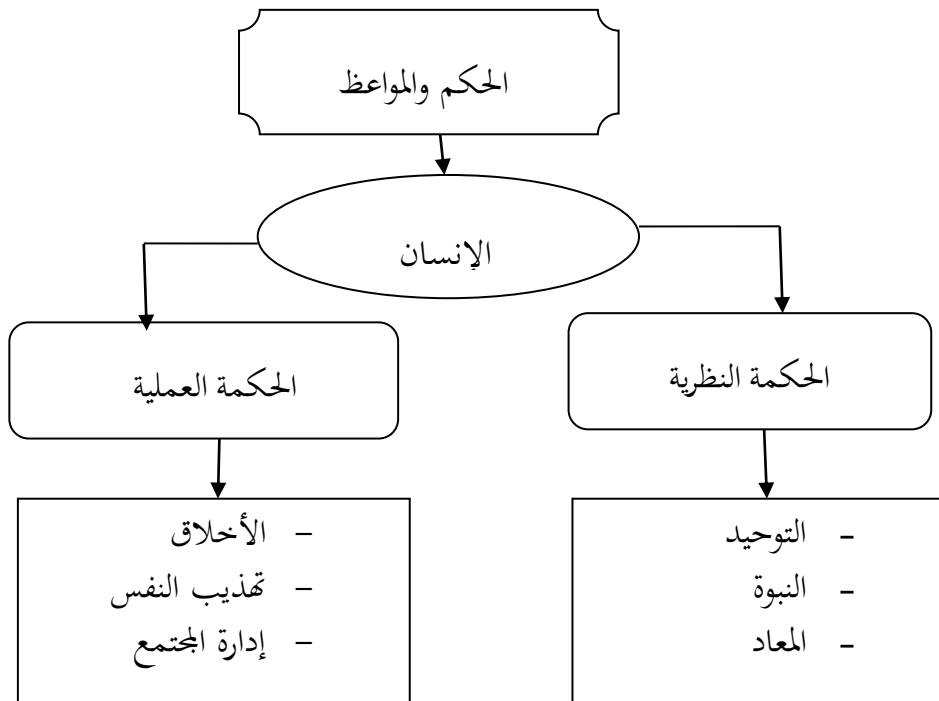 الحكم والمواعظ
الإنسان
الحكمة النظرية
الحكمة العملية
- التوحيد
- النبوة
- المعاد
– الأخلاق
– تهذيب النفس
– إدارة المجتمع